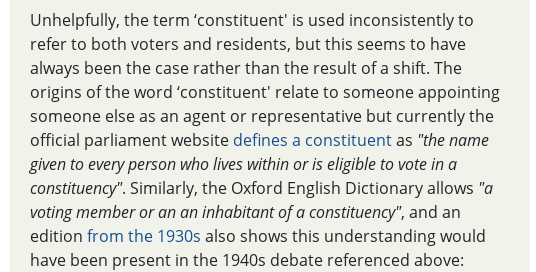 Unhelpfully, the term ‘constituent' is used inconsistently to
refer to both voters and residents, but this seems to have
always been the case rather than the result of a shift. The
origins of the word ‘constituent' relate to someone appointing
someone else as an agent or representative but currently the
official parliament website defines a constituent as "the name
given to every person who lives within or is eligible to vote in a
constituency". Similarly, the Oxford English Dictionary allows "a
voting member or an an inhabitant of a constituency", and an
edition from the 1930s also shows this understanding would
have been present in the 1940s debate referenced above: